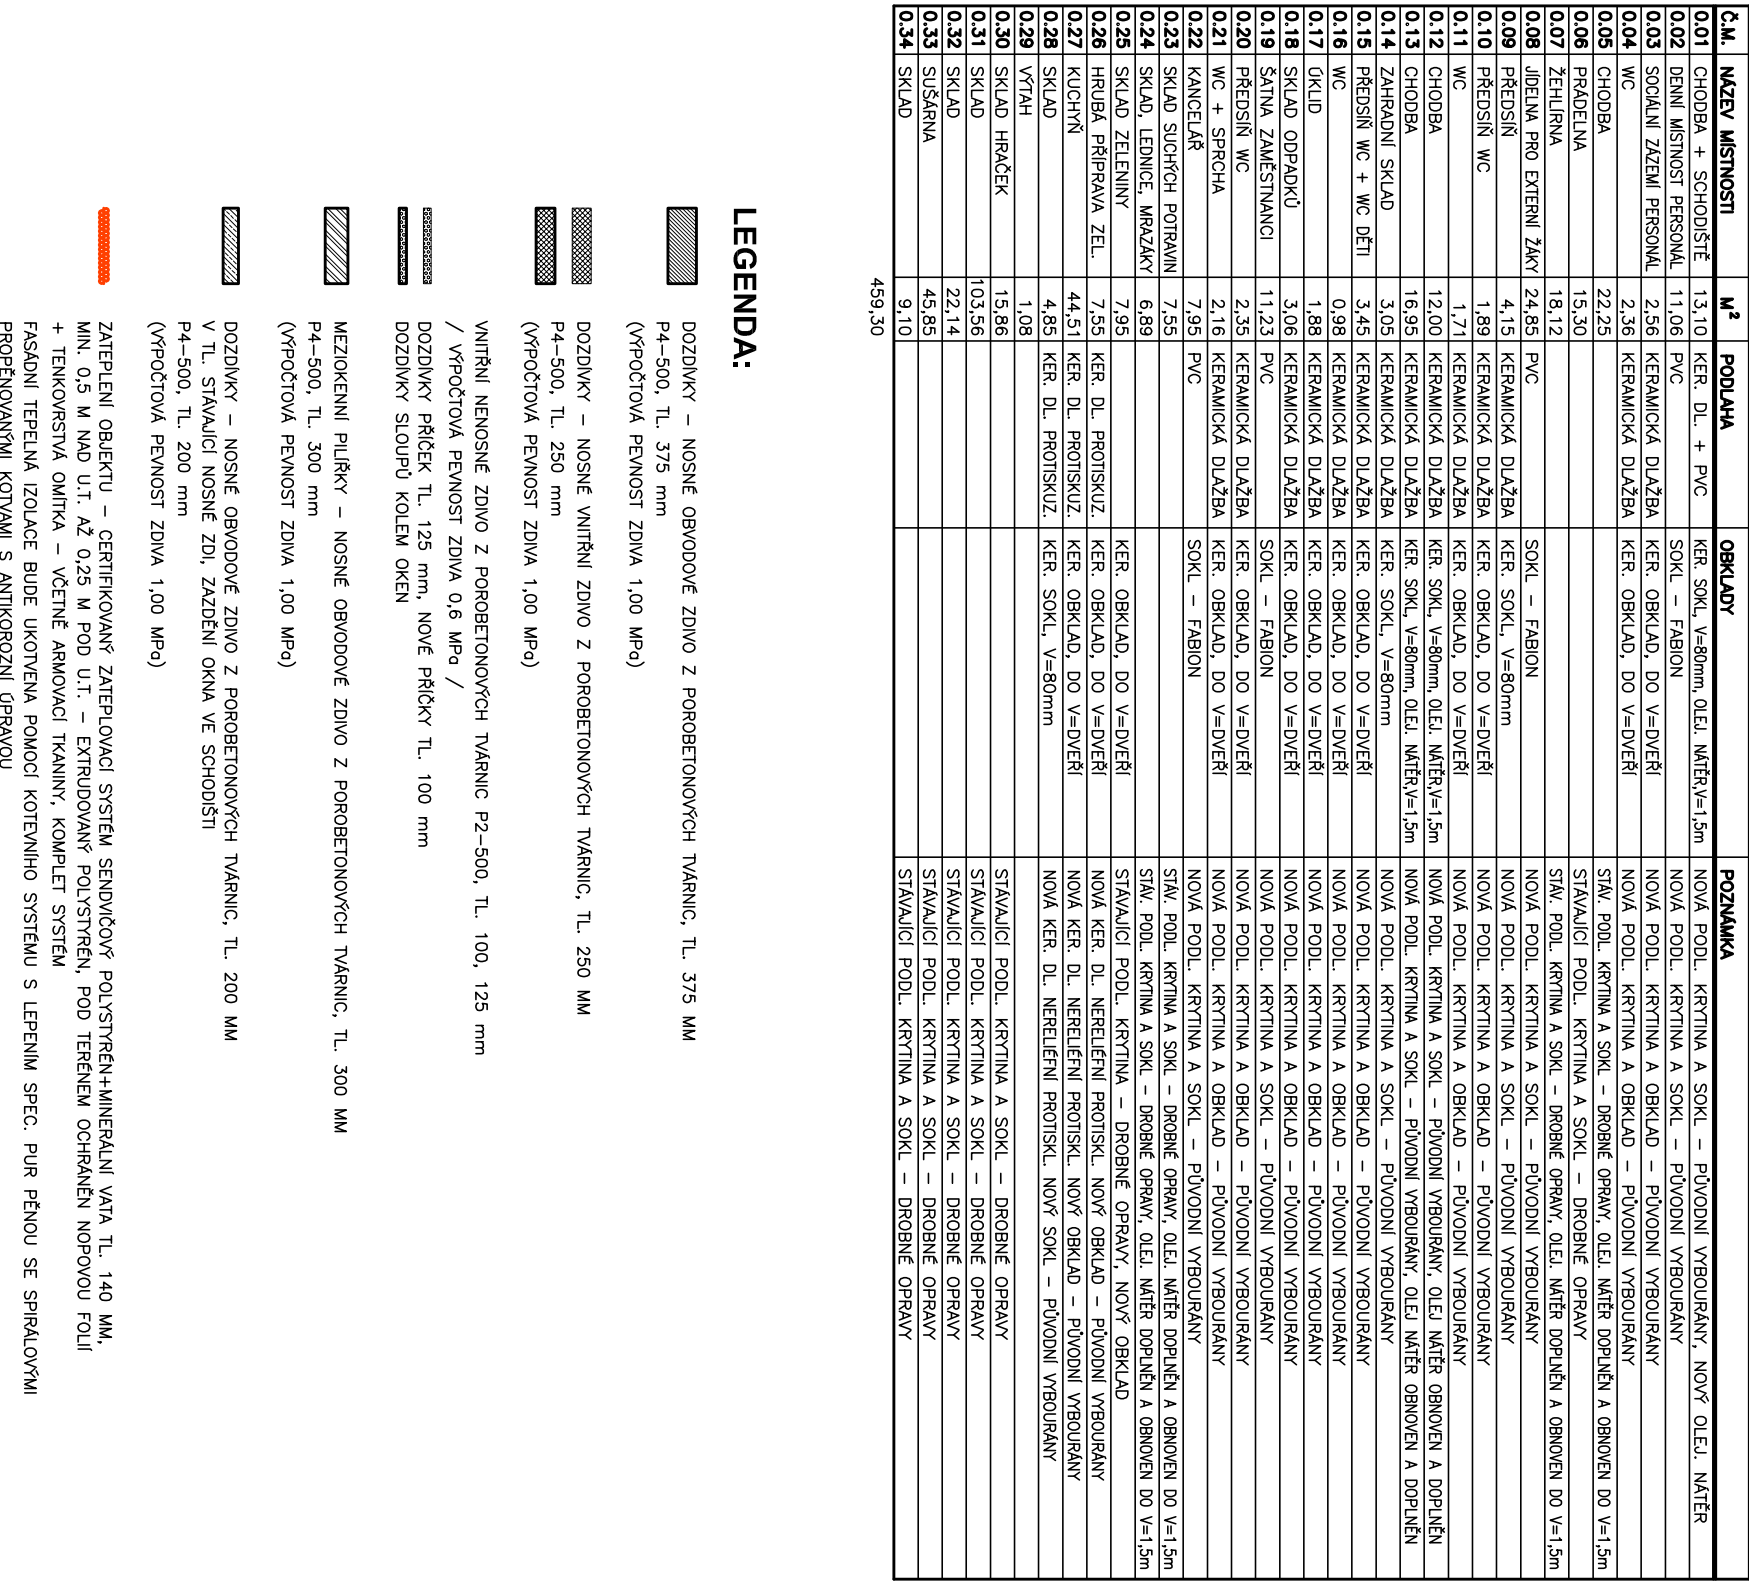 Č.M. NÁZEV MÍSTNOSTI M² PODLAHA OBKLADY POZNÁMKA
0.01 CHODBA + SCHODIŠTĚ 13,10 KER. DL. + PVC KER. SOKL, V=80mm, OLEJ. NÁTĚR,V=1,5m NOVÁ PODL. KRYTINA A SOKL – PŮVODNÍ VYBOURÁNY, NOVÝ OLEJ. NÁTĚR
0.02 DENNÍ MÍSTNOST PERSONÁL 11,06 PVC SOKL – FABION NOVÁ PODL. KRYTINA A SOKL – PŮVODNÍ VYBOURÁNY
0.03 SOCIÁLNÍ ZÁZEMÍ PERSONÁL 2,56 KERAMICKÁ DLAŽBA KER. OBKLAD, DO V=DVEŘÍ NOVÁ PODL. KRYTINA A OBKLAD – PŮVODNÍ VYBOURÁNY
0.04 WC 2,36 KERAMICKÁ DLAŽBA KER. OBKLAD, DO V=DVEŘÍ NOVÁ PODL. KRYTINA A OBKLAD – PŮVODNÍ VYBOURÁNY
0.05 CHODBA 22,25 STÁV. PODL. KRYTINA A SOKL – DROBNÉ OPRAVY, OLEJ. NÁTĚR DOPLNĚN A OBNOVEN DO V=1,5m
0.06 PRÁDELNA 15,30 STÁVAJÍCÍ PODL. KRYTINA A SOKL – DROBNÉ OPRAVY
0.07 ŽEHLÍRNA 18,12 STÁV. PODL. KRYTINA A SOKL – DROBNÉ OPRAVY, OLEJ. NÁTĚR DOPLNĚN A OBNOVEN DO V=1,5m
0.08 JÍDELNA PRO EXTERNÍ ŽÁKY 24,85 PVC SOKL – FABION NOVÁ PODL. KRYTINA A SOKL – PŮVODNÍ VYBOURÁNY
0.09 PŘEDSÍŇ 4,15 KERAMICKÁ DLAŽBA KER. SOKL, V=80mm NOVÁ PODL. KRYTINA A SOKL – PŮVODNÍ VYBOURÁNY
0.10 PŘEDSÍŇ WC 1,89 KERAMICKÁ DLAŽBA KER. OBKLAD, DO V=DVEŘÍ NOVÁ PODL. KRYTINA A OBKLAD – PŮVODNÍ VYBOURÁNY
0.11 WC 1,71 KERAMICKÁ DLAŽBA KER. OBKLAD, DO V=DVEŘÍ NOVÁ PODL. KRYTINA A OBKLAD – PŮVODNÍ VYBOURÁNY
0.12 CHODBA 12,00 KERAMICKÁ DLAŽBA KER. SOKL, V=80mm, OLEJ. NÁTĚR,V=1,5m NOVÁ PODL. KRYTINA A SOKL – PŮVODNÍ VYBOURÁNY, OLEJ NÁTĚR OBNOVEN A DOPLNĚN
0.13 CHODBA 16,95 KERAMICKÁ DLAŽBA KER. SOKL, V=80mm, OLEJ. NÁTĚR,V=1,5m NOVÁ PODL. KRYTINA A SOKL – PŮVODNÍ VYBOURÁNY, OLEJ NÁTĚR OBNOVEN A DOPLNĚN
0.14 ZAHRADNÍ SKLAD 3,05 KERAMICKÁ DLAŽBA KER. SOKL, V=80mm NOVÁ PODL. KRYTINA A SOKL – PŮVODNÍ VYBOURÁNY
0.15 PŘEDSÍŇ WC + WC DĚTI 3,45 KERAMICKÁ DLAŽBA KER. OBKLAD, DO V=DVEŘÍ NOVÁ PODL. KRYTINA A OBKLAD – PŮVODNÍ VYBOURÁNY
0.16 WC 0,98 KERAMICKÁ DLAŽBA KER. OBKLAD, DO V=DVEŘÍ NOVÁ PODL. KRYTINA A OBKLAD – PŮVODNÍ VYBOURÁNY
0.17 ÚKLID 1,88 KERAMICKÁ DLAŽBA KER. OBKLAD, DO V=DVEŘÍ NOVÁ PODL. KRYTINA A OBKLAD – PŮVODNÍ VYBOURÁNY
0.18 SKLAD ODPADKŮ 3,06 KERAMICKÁ DLAŽBA KER. OBKLAD, DO V=DVEŘÍ NOVÁ PODL. KRYTINA A OBKLAD – PŮVODNÍ VYBOURÁNY
0.19 ŠATNA ZAMĚSTNANCI 11,23 PVC SOKL – FABION NOVÁ PODL. KRYTINA A SOKL – PŮVODNÍ VYBOURÁNY
0.20 PŘEDSÍŇ WC 2,35 KERAMICKÁ DLAŽBA KER. OBKLAD, DO V=DVEŘÍ NOVÁ PODL. KRYTINA A OBKLAD – PŮVODNÍ VYBOURÁNY
0.21 WC + SPRCHA 2,16 KERAMICKÁ DLAŽBA KER. OBKLAD, DO V=DVEŘÍ NOVÁ PODL. KRYTINA A OBKLAD – PŮVODNÍ VYBOURÁNY
0.22 KANCELÁŘ 7,95 PVC SOKL – FABION NOVÁ PODL. KRYTINA A SOKL – PŮVODNÍ VYBOURÁNY
0.23 SKLAD SUCHÝCH POTRAVIN 7,55 STÁV. PODL. KRYTINA A SOKL – DROBNÉ OPRAVY, OLEJ. NÁTĚR DOPLNĚN A OBNOVEN DO V=1,5m
0.24 SKLAD, LEDNICE, MRAZÁKY 6,89 STÁV. PODL. KRYTINA A SOKL – DROBNÉ OPRAVY, OLEJ. NÁTĚR DOPLNĚN A OBNOVEN DO V=1,5m
0.25 SKLAD ZELENINY 7,95 KER. OBKLAD, DO V=DVEŘÍ STÁVAJÍCÍ PODL. KRYTINA – DROBNÉ OPRAVY, NOVÝ OBKLAD
0.26 HRUBÁ PŘÍPRAVA ZEL. 7,55 KER. DL. PROTISKUZ. KER. OBKLAD, DO V=DVEŘÍ NOVÁ KER. DL. NERELIÉFNÍ PROTISKL. NOVÝ OBKLAD – PŮVODNÍ VYBOURÁNY
0.27 KUCHYŇ 44,51 KER. DL. PROTISKUZ. KER. OBKLAD, DO V=DVEŘÍ NOVÁ KER. DL. NERELIÉFNÍ PROTISKL. NOVÝ OBKLAD – PŮVODNÍ VYBOURÁNY
0.28 SKLAD 4,85 KER. DL. PROTISKUZ. KER. SOKL, V=80mm NOVÁ KER. DL. NERELIÉFNÍ PROTISKL. NOVÝ SOKL – PŮVODNÍ VYBOURÁNY
0.29 VÝTAH 1,08
0.30 SKLAD HRAČEK 15,86 STÁVAJÍCÍ PODL. KRYTINA A SOKL – DROBNÉ OPRAVY
0.31 SKLAD 103,56 STÁVAJÍCÍ PODL. KRYTINA A SOKL – DROBNÉ OPRAVY
0.32 SKLAD 22,14 STÁVAJÍCÍ PODL. KRYTINA A SOKL – DROBNÉ OPRAVY
0.33 SUŠÁRNA 45,85 STÁVAJÍCÍ PODL. KRYTINA A SOKL – DROBNÉ OPRAVY
0.34 SKLAD 9,10 STÁVAJÍCÍ PODL. KRYTINA A SOKL – DROBNÉ OPRAVY
459,30
LEGENDA:
DOZDÍVKY – NOSNÉ OBVODOVÉ ZDIVO Z POROBETONOVÝCH TVÁRNIC, TL. 375 MM
P4–500, TL. 375 mm
(VÝPOČTOVÁ PEVNOST ZDIVA 1,00 MPa)
DOZDÍVKY – NOSNÉ VNITŘNÍ ZDIVO Z POROBETONOVÝCH TVÁRNIC, TL. 250 MM
P4–500, TL. 250 mm
(VÝPOČTOVÁ PEVNOST ZDIVA 1,00 MPa)
VNITŘNÍ NENOSNÉ ZDIVO Z POROBETONOVÝCH TVÁRNIC P2–500, TL. 100, 125 mm
/ VÝPOČTOVÁ PEVNOST ZDIVA 0,6 MPa /
DOZDÍVKY PŘÍČEK TL. 125 mm, NOVÉ PŘÍČKY TL. 100 mm
DOZDÍVKY SLOUPŮ KOLEM OKEN
MEZIOKENNÍ PILÍŘKY – NOSNÉ OBVODOVÉ ZDIVO Z POROBETONOVÝCH TVÁRNIC, TL. 300 MM
P4–500, TL. 300 mm
(VÝPOČTOVÁ PEVNOST ZDIVA 1,00 MPa)
DOZDÍVKY – NOSNÉ OBVODOVÉ ZDIVO Z POROBETONOVÝCH TVÁRNIC, TL. 200 MM
V TL. STÁVAJÍCÍ NOSNÉ ZDI, ZAZDĚNÍ OKNA VE SCHODIŠTI
P4–500, TL. 200 mm
(VÝPOČTOVÁ PEVNOST ZDIVA 1,00 MPa)
ZATEPLENÍ OBJEKTU – CERTIFIKOVANÝ ZATEPLOVACÍ SYSTÉM SENDVIČOVÝ POLYSTYRÉN+MINERÁLNÍ VATA TL. 140 MM,
MIN. 0,5 M NAD U.T. AŽ 0,25 M POD U.T. – EXTRUDOVANÝ POLYSTYRÉN, POD TERÉNEM OCHRÁNĚN NOPOVOU FOLIÍ
+ TENKOVRSTVÁ OMÍTKA – VČETNĚ ARMOVACÍ TKANINY, KOMPLET SYSTÉM
FASÁDNÍ TEPELNÁ IZOLACE BUDE UKOTVENA POMOCÍ KOTEVNÍHO SYSTÉMU S LEPENÍM SPEC. PUR PĚNOU SE SPIRÁLOVÝMI
PROPĚNOVANÝMI KOTVAMI S ANTIKOROZNÍ ÚPRAVOU